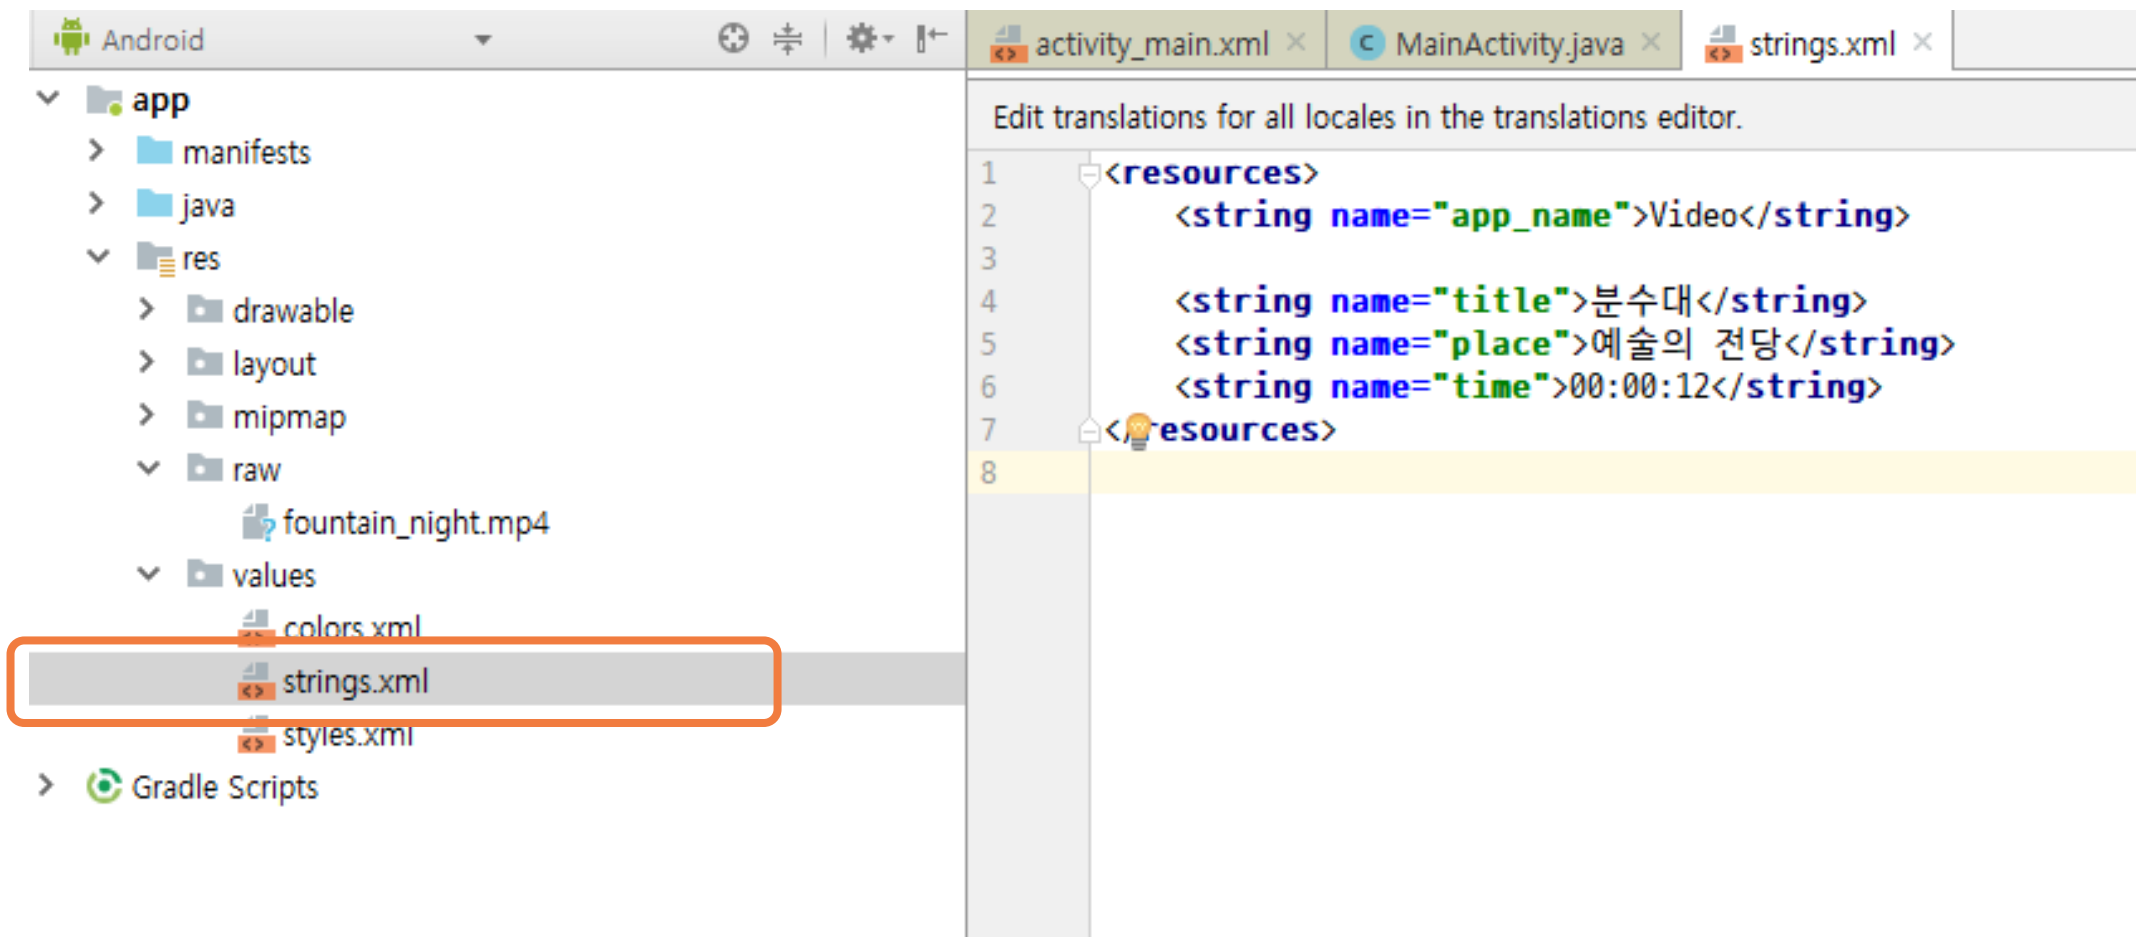 Android
app
manifests
java
res
drawable
layout
mipmap
raw
fountain_night.mp4
values
colors.xml
strings.xml
styles.xml
Gradle Scripts
activity_main.xml
MainActivity.java
strings.xml
Edit translations for all locales in the translations editor.
1 <resources>
2 <string name="app_name">Video</string>
3
4 <string name="title">분수대</string>
5 <string name="place">예술의 전당</string>
6 <string name="time">00:00:12</string>
7 </resources>
8